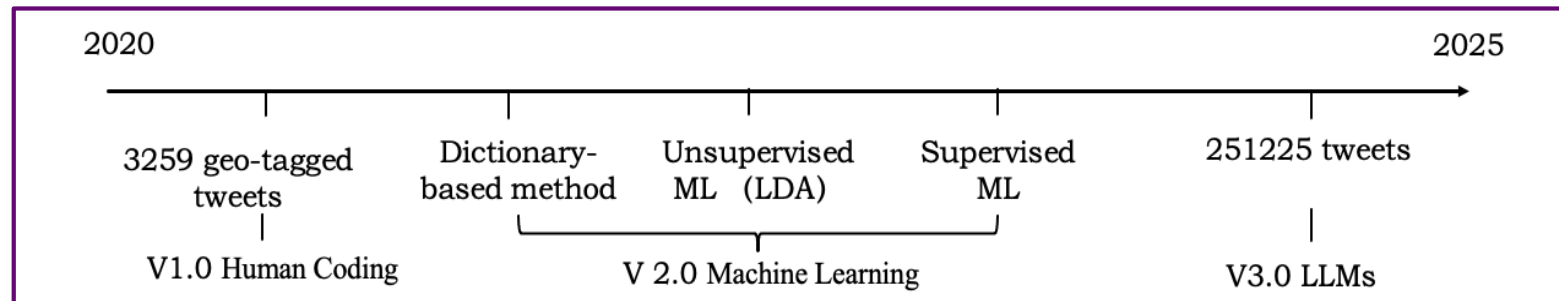 2020
2025
3259 geo-tagged
tweets
Dictionary-
based method
Unsupervised
ML (LDA)
Supervised
ML
251225 tweets
V1.0 Human Coding
V 2.0 Machine Learning
V3.0 LLMs